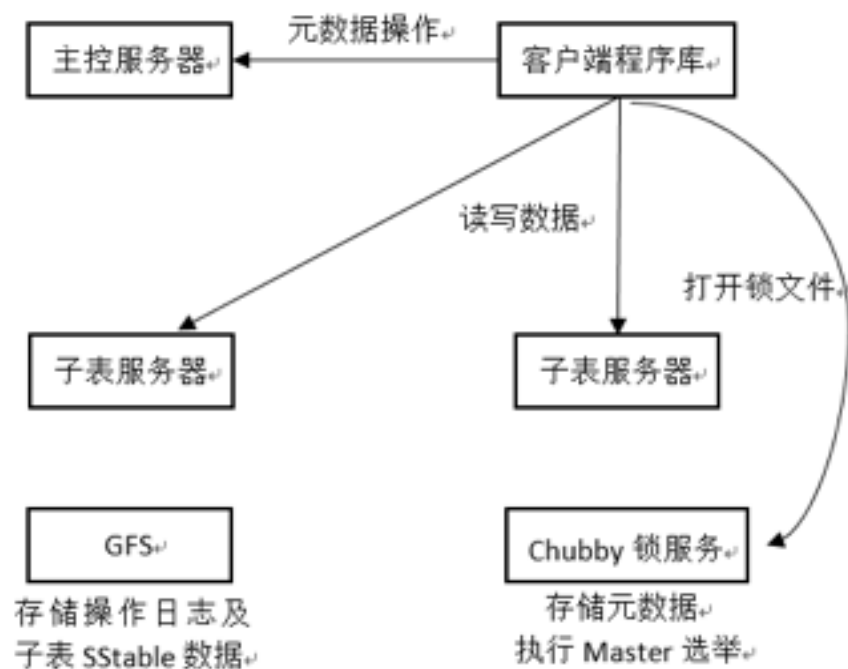 元数据操作
主控服务器
客户端程序库
读写数据
打开锁文件
子表服务器
子表服务器
GFS
Chubby 锁服务
存储操作日志及
子表 SStable 数据
存储元数据
执行 Master 选举